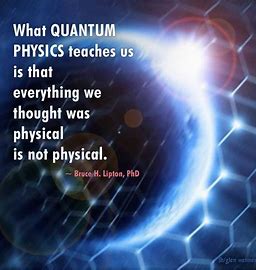 What QUANTUM
PHYSICS teaches us
is that
everything we
thought was
physical
is not physical.
— Bruce H. Lipton, PhD